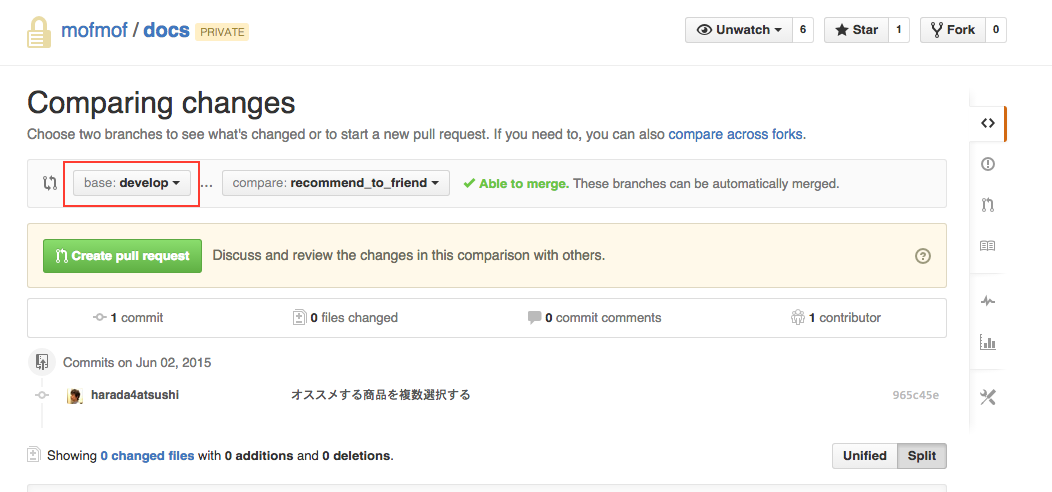 mofmof / docs PRIVATE
Unwatch 6 Star 1 Fork 0
Comparing changes
Choose two branches to see what's changed or to start a new pull request. If you need to, you can also compare across forks.
base: develop ... compare: recommend_to_friend Able to merge. These branches can be automatically merged.
Create pull request Discuss and review the changes in this comparison with others. ?
1 commit 0 files changed 0 commit comments 1 contributor
Commits on Jun 02, 2015
harada4atsushi オススメする商品を複数選択する 965c45e
Showing 0 changed files with 0 additions and 0 deletions. Unified Split